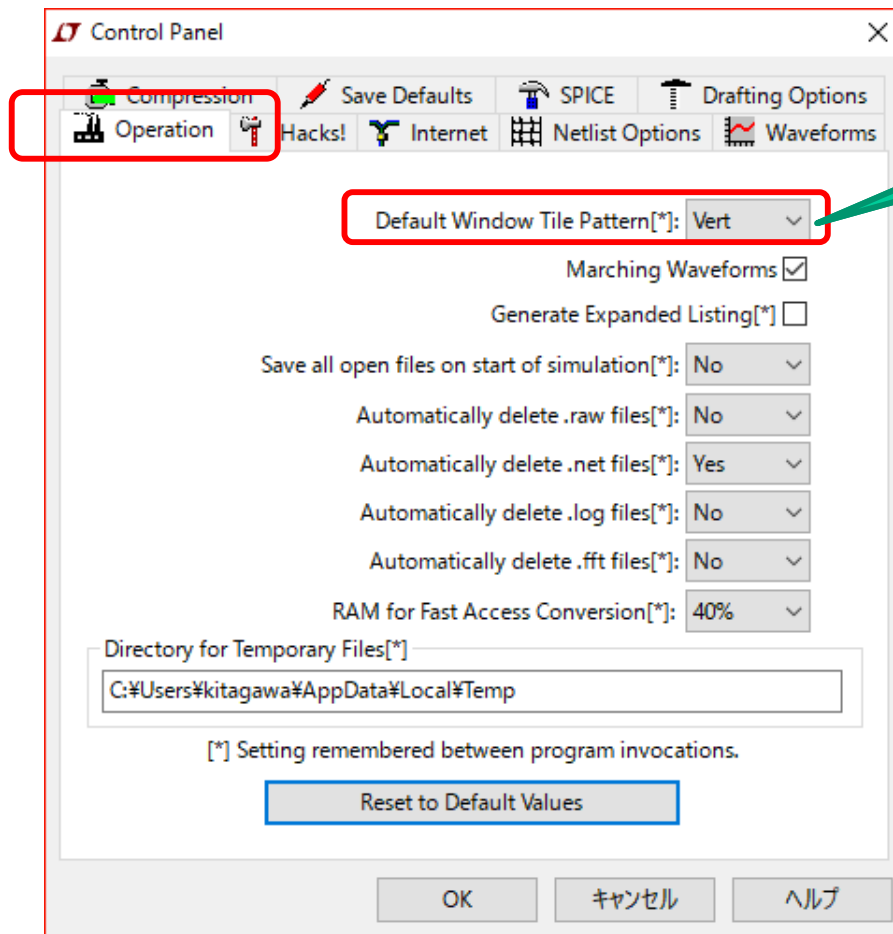 Control Panel
Compression Save Defaults SPICE Drafting Options
Operation Hacks! Internet Netlist Options Waveforms
Default Window Tile Pattern[*]: Vert
Marching Waveforms
Generate Expanded Listing[*]
Save all open files on start of simulation[*]: No
Automatically delete .raw files[*]: No
Automatically delete .net files[*]: Yes
Automatically delete .log files[*]: No
Automatically delete .fft files[*]: No
RAM for Fast Access Conversion[*]: 40%
Directory for Temporary Files[*]
C:¥Users¥kitagawa¥AppData¥Local¥Temp
[*] Setting remembered between program invocations.
Reset to Default Values
OK キャンセル ヘルプ